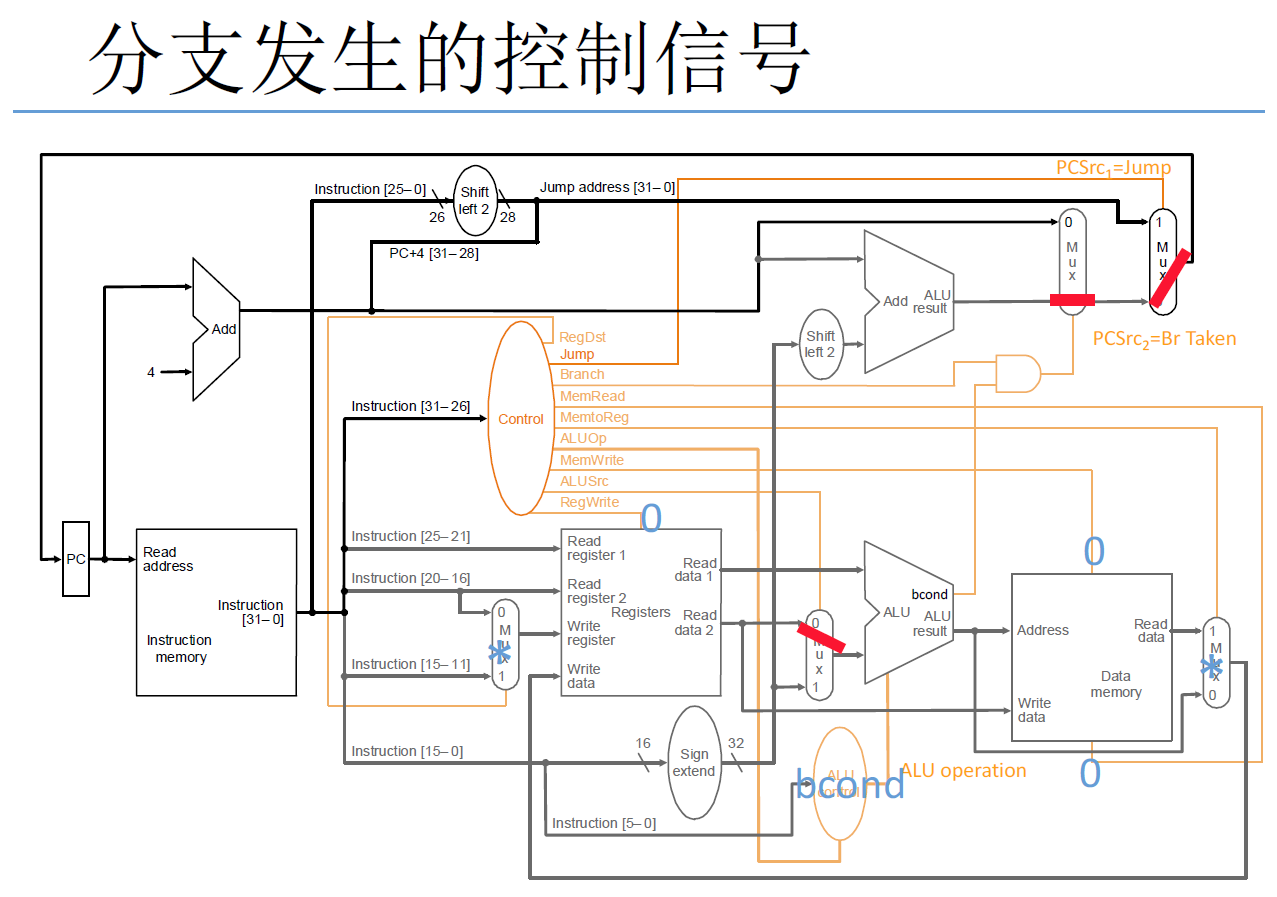 分支发生的控制信号
PCSrc1=Jump
Instruction [25–0]
Shift
left 2
Jump address [31–0]
26
28
PC+4 [31–28]
0
M
u
x
1
M
u
x
Add
ALU
result
Add
4
Shift
left 2
PCSrc2=Br Taken
RegDst
Jump
Branch
MemRead
MemtoReg
ALUOp
MemWrite
ALUSrc
RegWrite
Control
Instruction [31–26]
0
PC
Read
address
Instruction
[31–0]
Instruction
memory
Instruction [25–21]
Instruction [20–16]
Instruction [15–11]
Instruction [15–0]
0
M
*
1
Read
register 1
Read
register 2
Write
register
Write
data
Registers
Read
data 1
Read
data 2
0
u
x
1
bcond
ALU
ALU
result
0
Address
Read
data
Data
memory
Write
data
0
1
M
*
0
16
Sign
extend
32
bcond
ALU
control
ALU operation
Instruction [5–0]